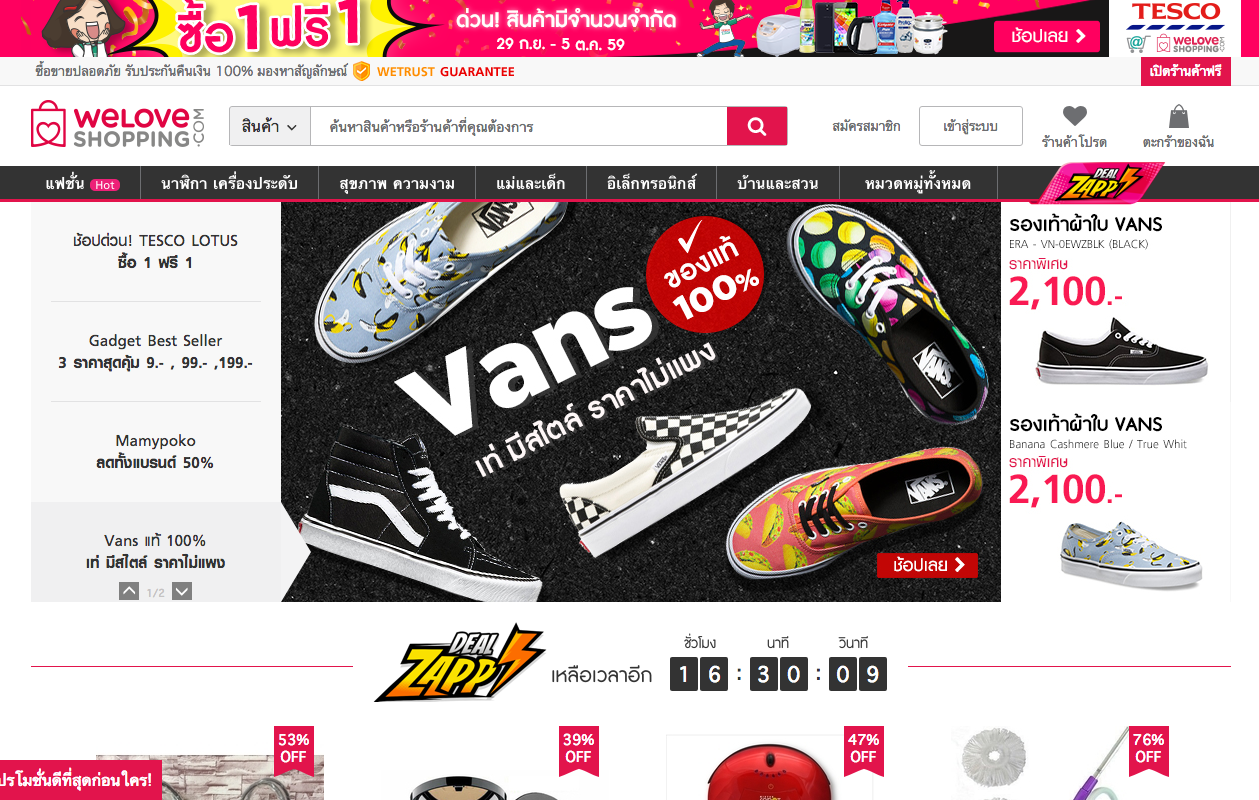 ซื้อ 1 ฟรี 1
ด่วน! สินค้ามีจำนวนจำกัด
29 ก.ย. - 5 ต.ค. 59
ช้อปเลย
TESCO
WELOVE
SHOPPING.COM
ซื้อขายปลอดภัย รับประกันคืนเงิน 100% มองหาสัญลักษณ์ WETRUST GUARANTEE
เปิดร้านค้าฟรี
WELOVE
SHOPPING.COM
สินค้า
ค้นหาสินค้าหรือร้านค้าที่คุณต้องการ
สมัครสมาชิก
เข้าสู่ระบบ
ร้านค้าโปรด
ตะกร้าของฉัน
แฟชั่น Hot
นาฬิกา เครื่องประดับ
สุขภาพ ความงาม
แม่และเด็ก
อิเล็กทรอนิกส์
บ้านและสวน
หมวดหมู่ทั้งหมด
DEAL
ZAPP
ช้อปด่วน! TESCO LOTUS
ซื้อ 1 ฟรี 1
Gadget Best Seller
3 ราคาสุดคุ้ม 9.- , 99.- ,199.-
Mamypoko
ลดทั้งแบรนด์ 50%
Vans แท้ 100%
เท่ มีสไตล์ ราคาไม่แพง
1/2
ของแท้
100%
Vans
เท่ มีสไตล์ ราคาไม่แพง
VANS
VANS
VANS
ช้อปเลย
รองเท้าผ้าใบ VANS
ERA - VN-0EWZBLK (BLACK)
ราคาพิเศษ
2,100.-
รองเท้าผ้าใบ VANS
Banana Cashmere Blue / True Whit
ราคาพิเศษ
2,100.-
DEAL
ZAPP
เหลือเวลาอีก
ชั่วโมง
นาที
วินาที
16 : 30 : 09
53%
OFF
39%
OFF
47%
OFF
76%
OFF
ปรโมชั่นดีที่สุดก่อนใคร!